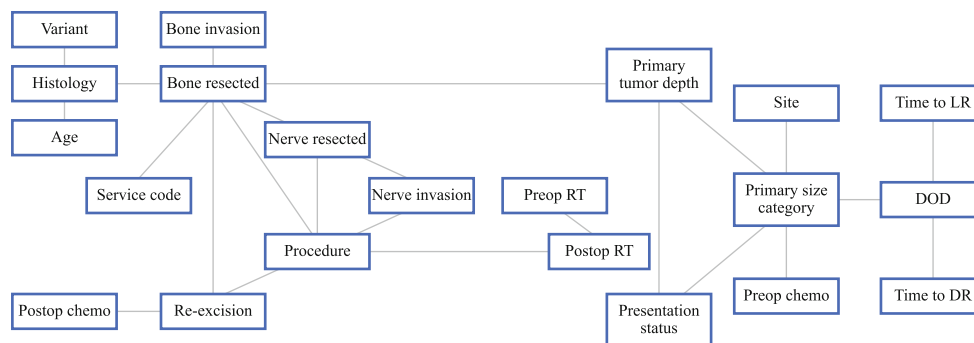 Variant
Bone invasion
Histology
Bone resected
Primary
tumor depth
Age
Site
Time to LR
Nerve resected
Service code
Nerve invasion
Preop RT
Primary size
category
DOD
Procedure
Postop RT
Postop chemo
Re-excision
Presentation
status
Preop chemo
Time to DR